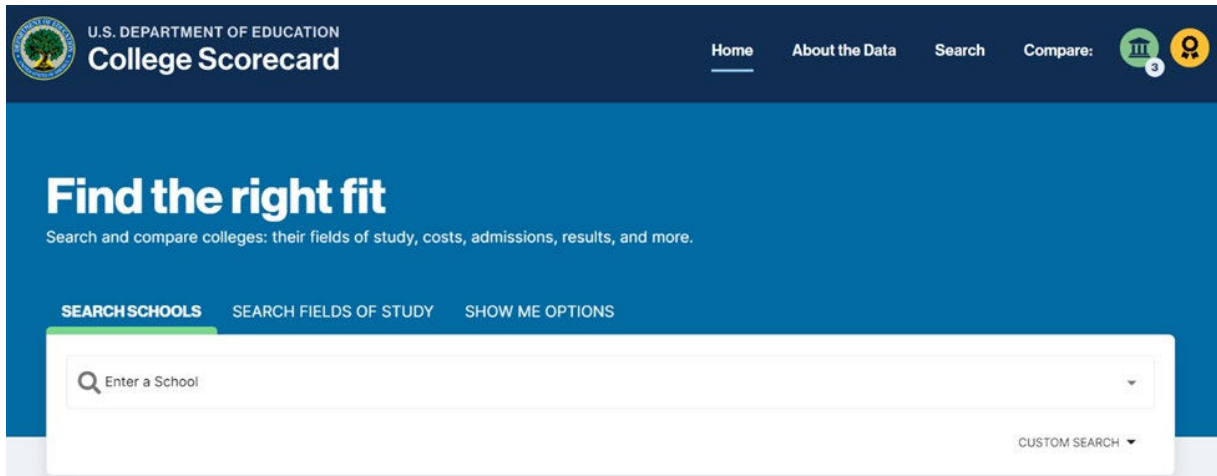 U.S. DEPARTMENT OF EDUCATION
College Scorecard
Home About the Data Search Compare:
3
Find the right fit
Search and compare colleges: their fields of study, costs, admissions, results, and more.
SEARCH SCHOOLS SEARCH FIELDS OF STUDY SHOW ME OPTIONS
Enter a School
CUSTOM SEARCH